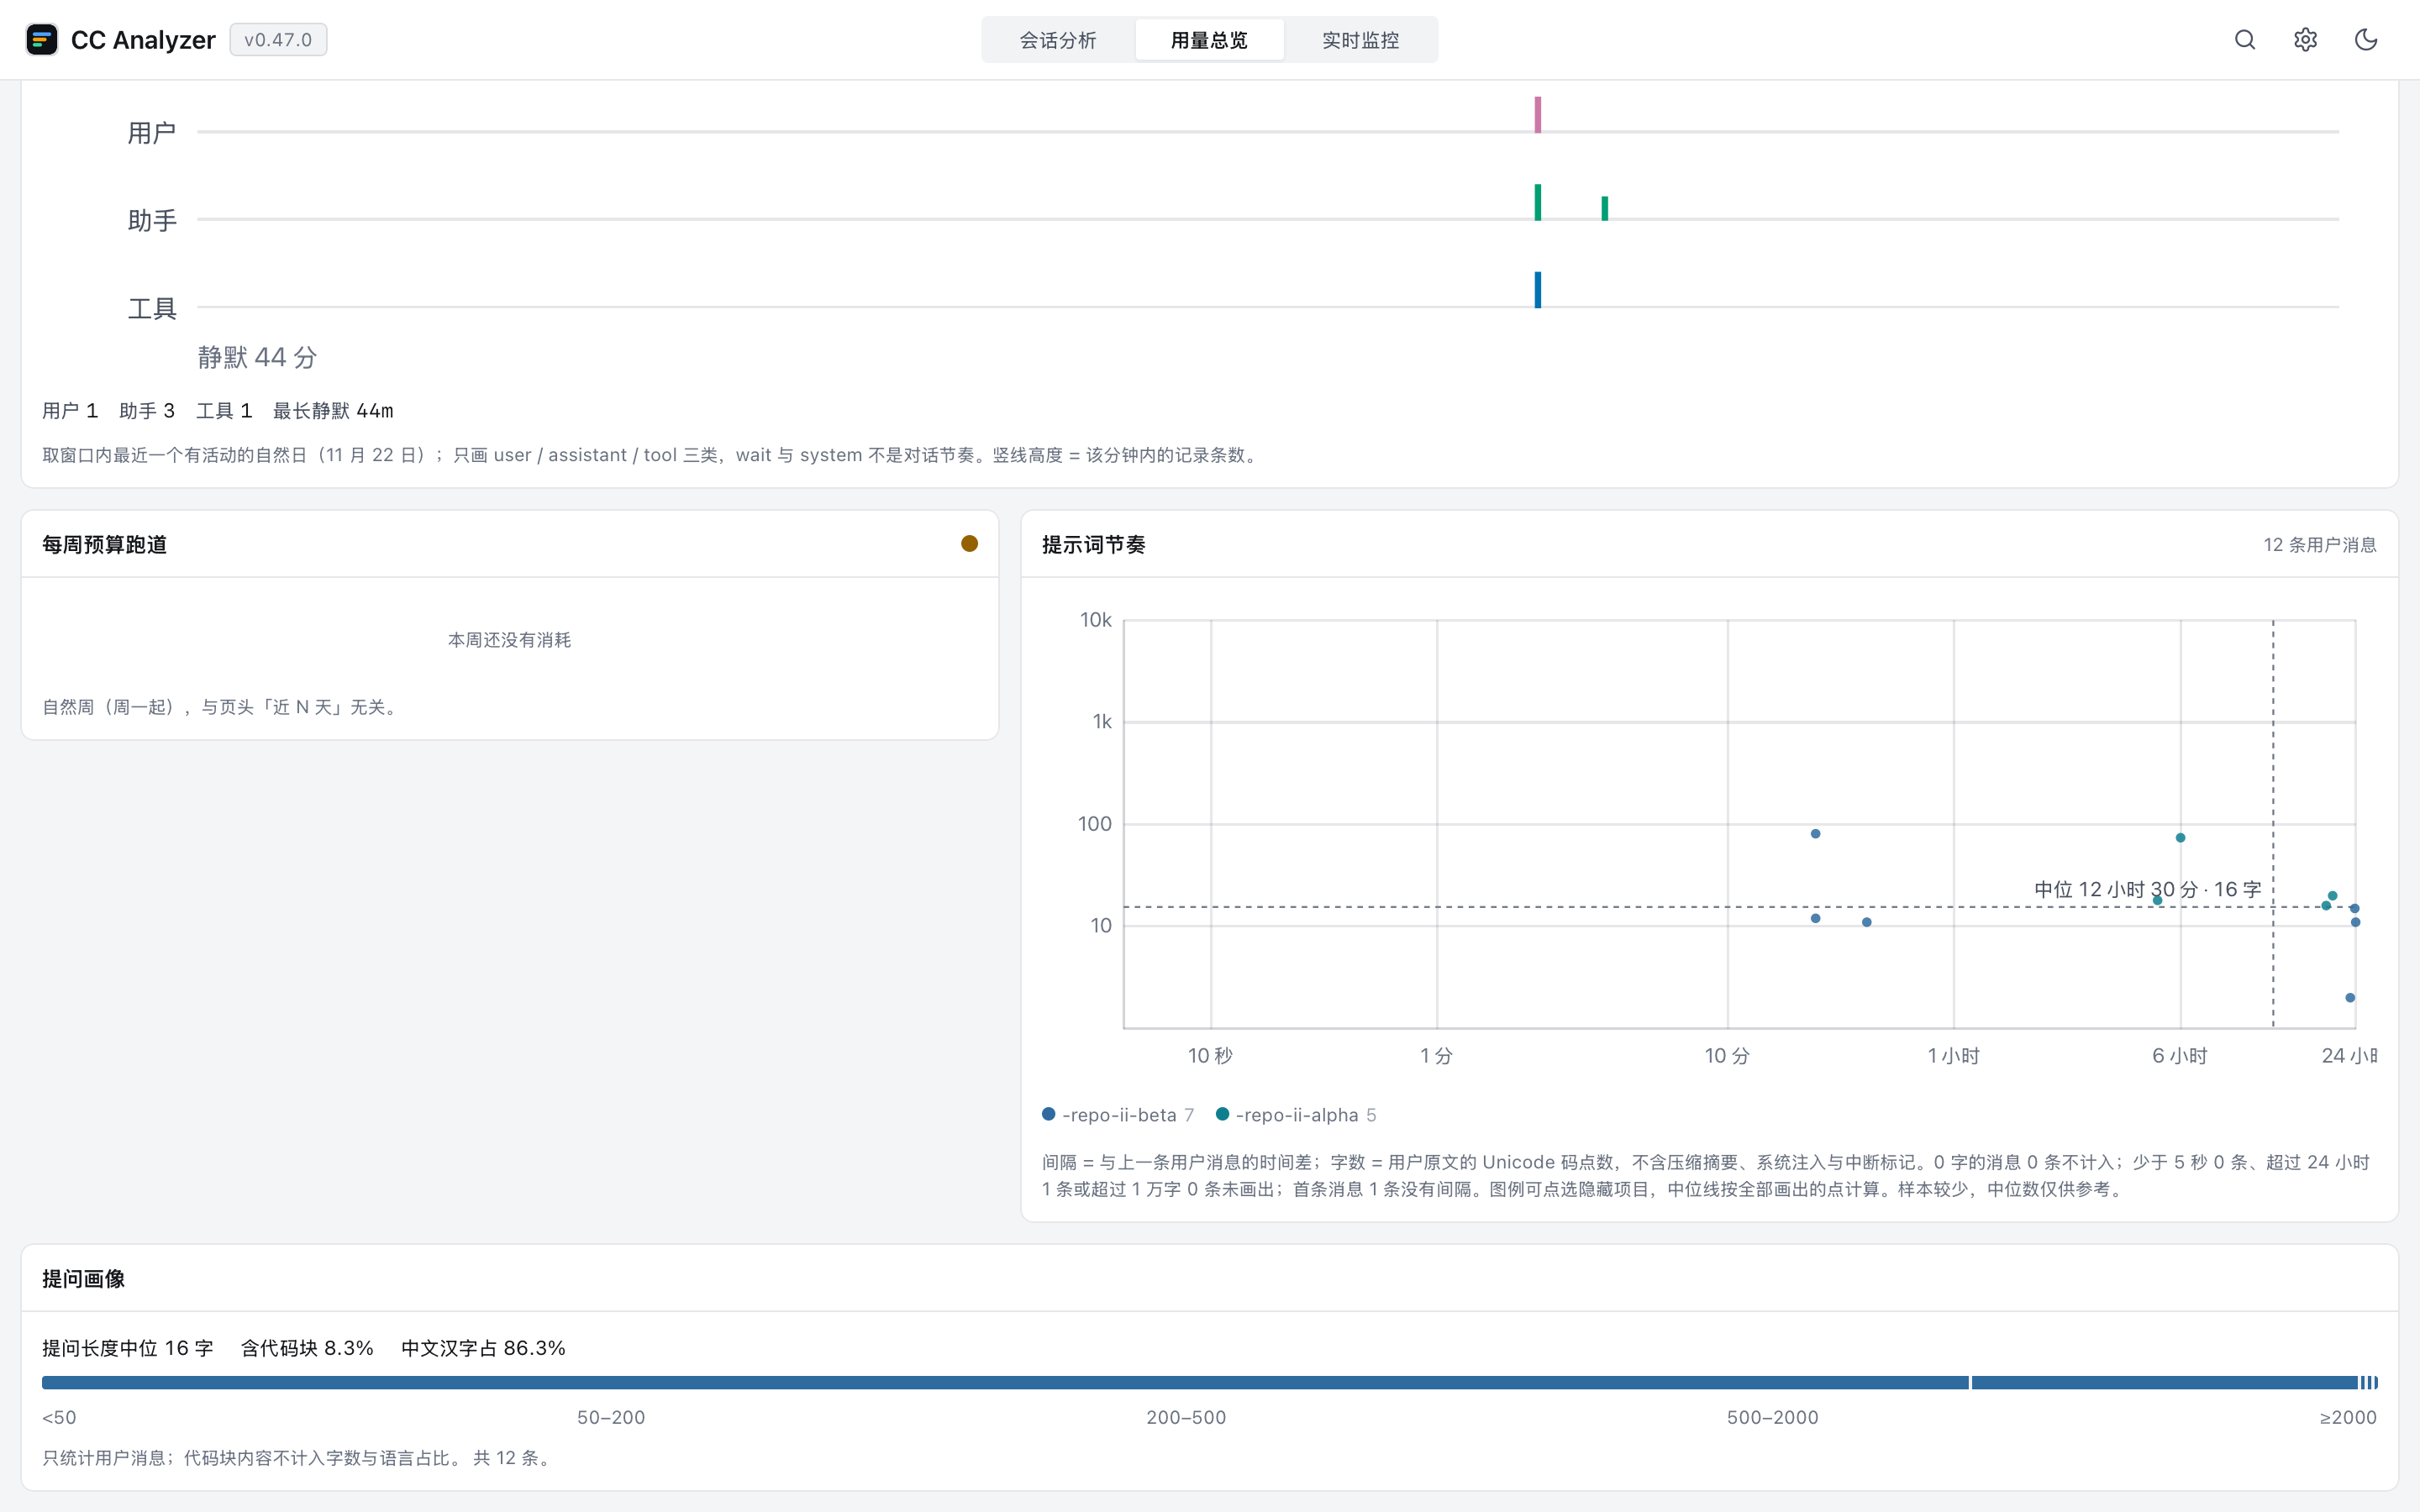 CC Analyzer v0.47.0 会话分析 用量总览 实时监控
用户
助手
工具
静默 44 分
用户 1 助手 3 工具 1 最长静默 44m
取窗口内最近一个有活动的自然日（11 月 22 日）；只画 user / assistant / tool 三类，wait 与 system 不是对话节奏。竖线高度 = 该分钟内的记录条数。
每周预算跑道
本周还没有消耗
自然周（周一起），与页头「近 N 天」无关。
提示词节奏 12 条用户消息
10k
1k
100
中位 12 小时 30 分 · 16 字
10
10 秒 1 分 10 分 1 小时 6 小时 24 小
-repo-ii-beta 7 -repo-ii-alpha 5
间隔 = 与上一条用户消息的时间差；字数 = 用户原文的 Unicode 码点数，不含压缩摘要、系统注入与中断标记。0 字的消息 0 条不计入；少于 5 秒 0 条、超过 24 小时
1 条或超过 1 万字 0 条未画出；首条消息 1 条没有间隔。图例可点选隐藏项目，中位线按全部画出的点计算。样本较少，中位数仅供参考。
提问画像
提问长度中位 16 字 含代码块 8.3% 中文汉字占 86.3%
<50 50–200 200–500 500–2000 ≥2000
只统计用户消息；代码块内容不计入字数与语言占比。 共 12 条。